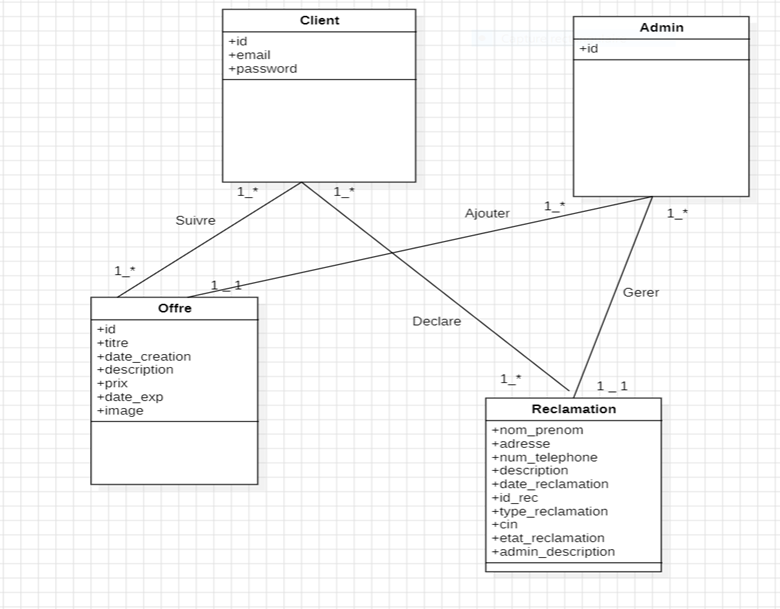 Client
+id
+email
+password
Admin
+id
1_*
1_*
Suivre
Ajouter
1_*
1_*
1_*
1_1
Gerer
Declare
Offre
+id
+titre
+date_creation
+description
+prix
+date_exp
+image
1_*
1_1
Reclamation
+nom_prenom
+adresse
+num_telephone
+description
+date_reclamation
+id_rec
+type_reclamation
+cin
+etat_reclamation
+admin_description